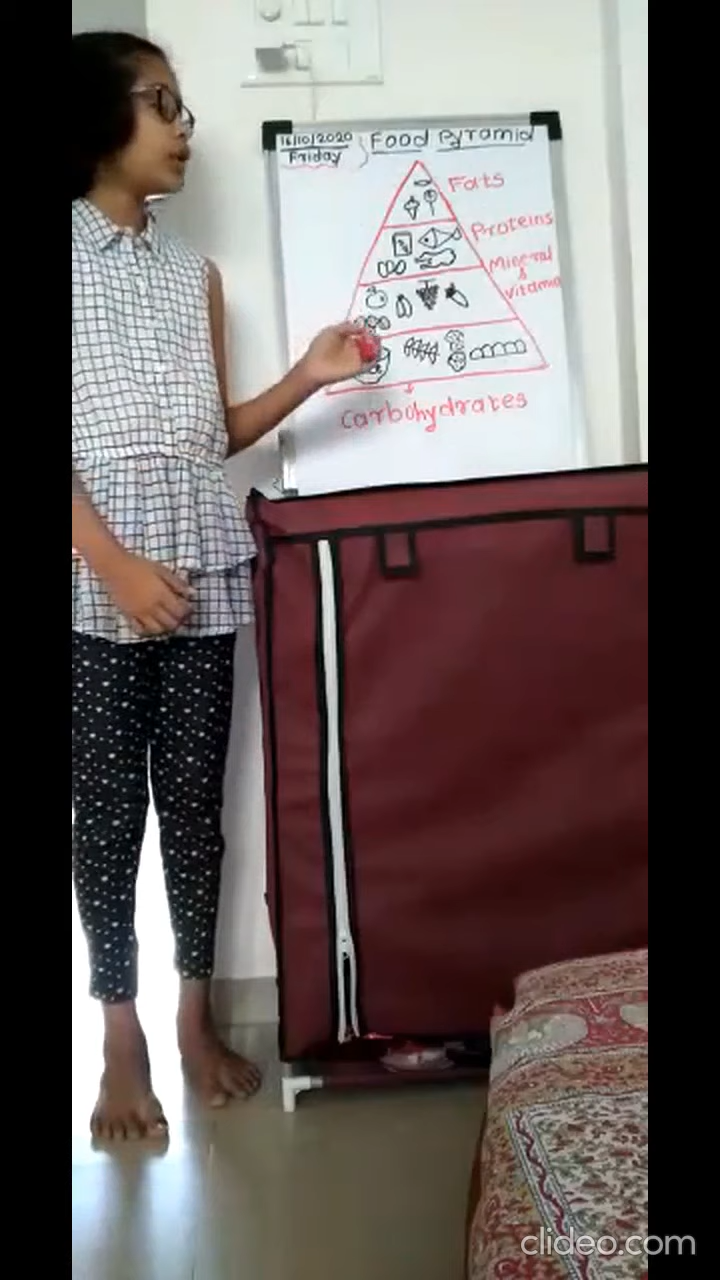 16/10/2020
Friday
Food Pyramid
Fats
Proteins
Mineral
&
Vitamin
Carbohydrates
clideo.com